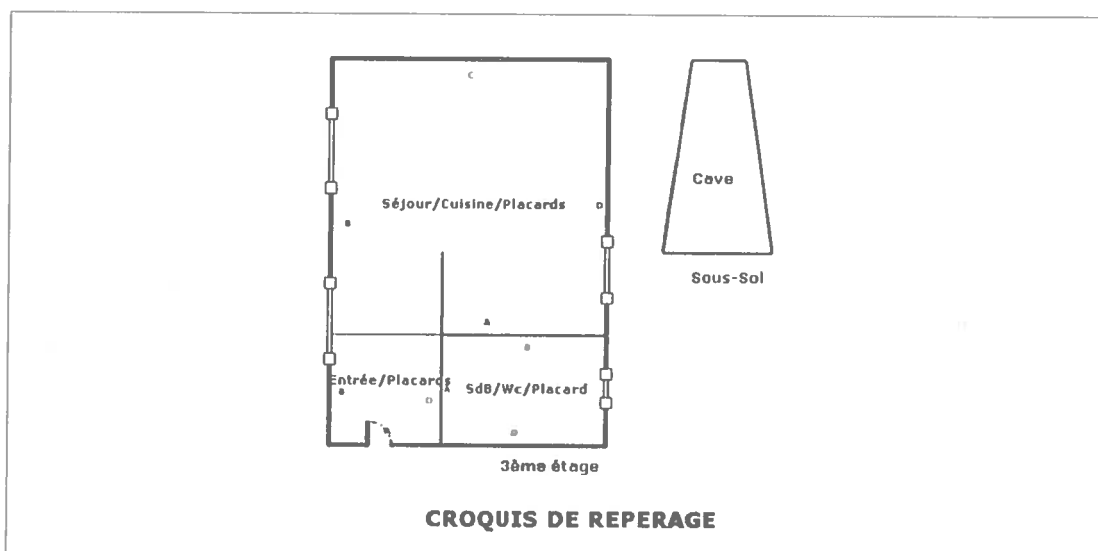 C
Cave
Séjour/Cuisine/Placards
D
B
Sous-Sol
A
B
Entrée/Placards
A
SdB/Wc/Placard
B
D
D
3ème étage
CROQUIS DE REPERAGE